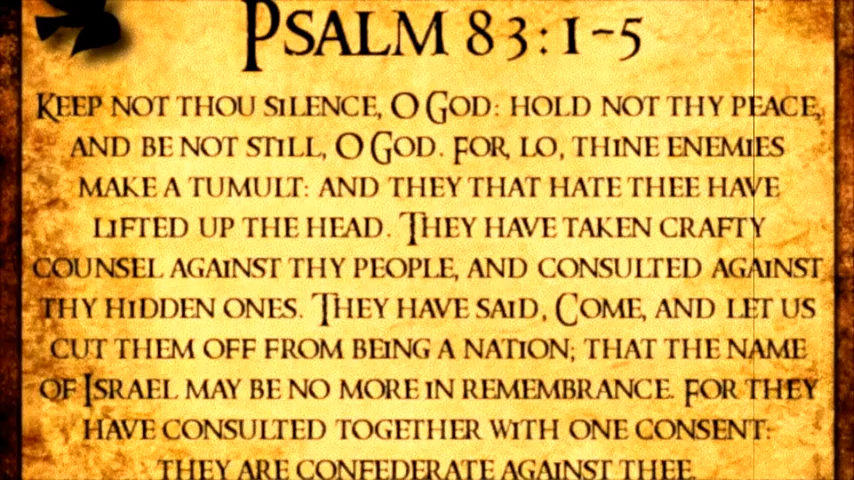 Psalm 83:1-5
Keep not thou silence, O God: hold not thy peace,
and be not still, O God. For, lo, thine enemies
make a tumult: and they that hate thee have
lifted up the head. They have taken crafty
counsel against thy people, and consulted against
thy hidden ones. They have said, Come, and let us
cut them off from being a nation; that the name
of Israel may be no more in remembrance. For they
have consulted together with one consent:
they are confederate against thee.